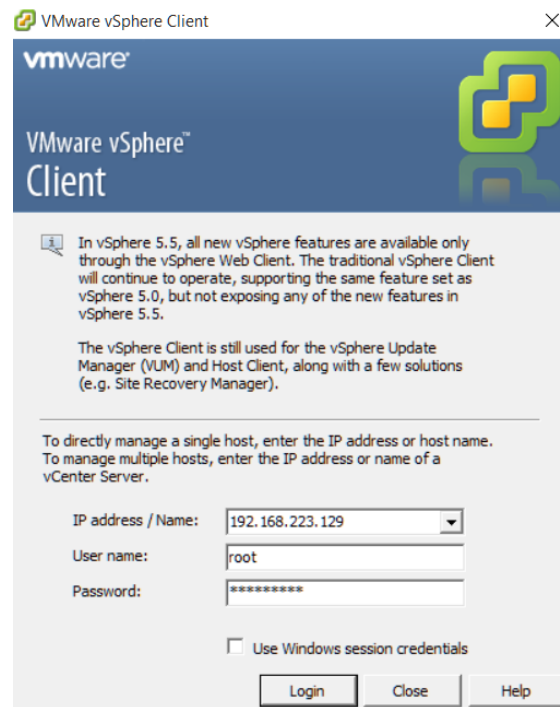 VMware vSphere Client
vmware®
VMware vSphere™
Client
In vSphere 5.5, all new vSphere features are available only
through the vSphere Web Client. The traditional vSphere Client
will continue to operate, supporting the same feature set as
vSphere 5.0, but not exposing any of the new features in
vSphere 5.5.
The vSphere Client is still used for the vSphere Update
Manager (VUM) and Host Client, along with a few solutions
(e.g. Site Recovery Manager).
To directly manage a single host, enter the IP address or host name.
To manage multiple hosts, enter the IP address or name of a
vCenter Server.
IP address / Name: 192.168.223.129
User name: root
Password: *********
Use Windows session credentials
Login Close Help